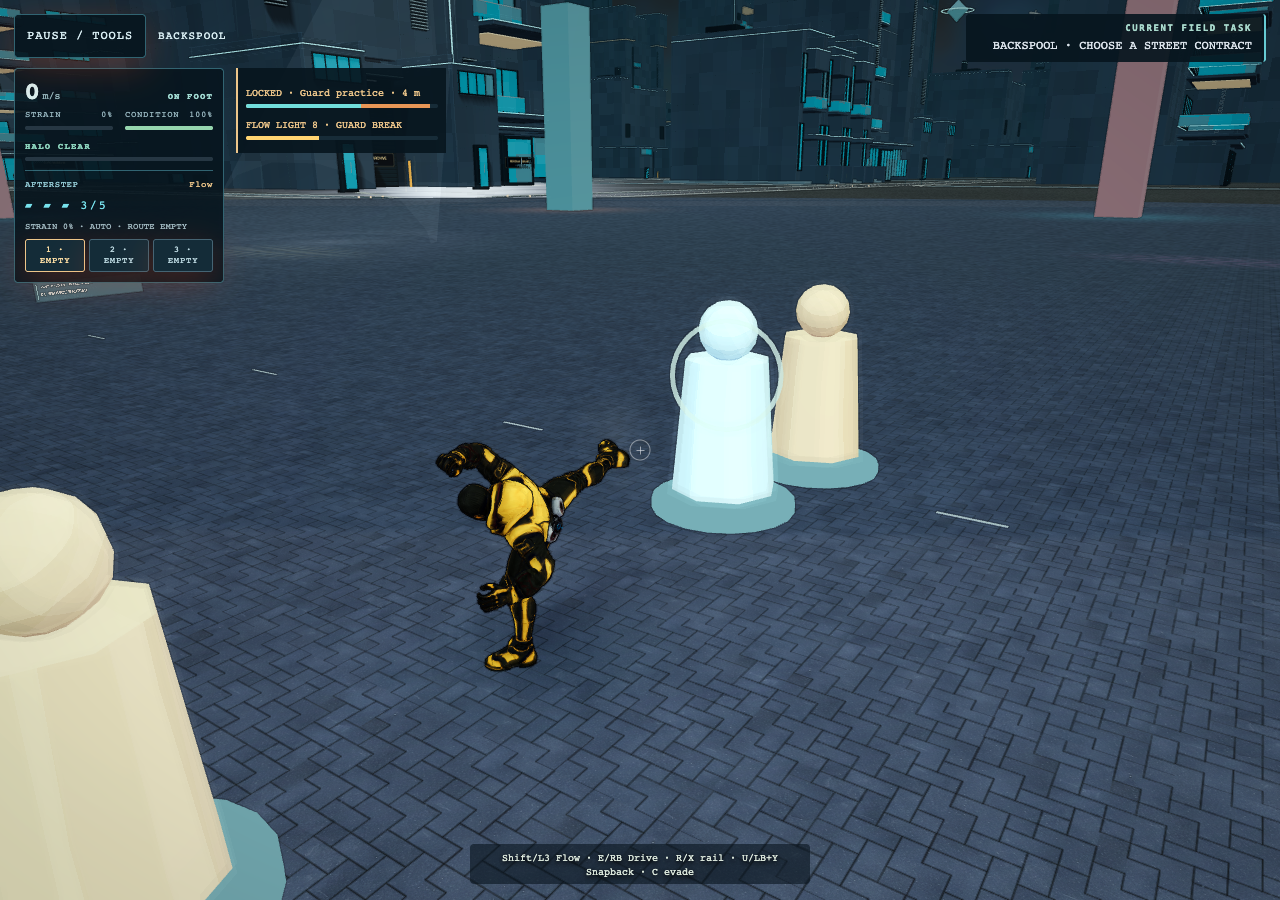 PAUSE / TOOLS
BACKSPOOL
CURRENT FIELD TASK
BACKSPOOL · CHOOSE A STREET CONTRACT
0 m/s
ON FOOT
STRAIN 0%
CONDITION 100%
HALO CLEAR
AFTERSTEP
Flow
3/5
STRAIN 0% · AUTO · ROUTE EMPTY
1 · EMPTY
2 · EMPTY
3 · EMPTY
LOCKED · Guard practice · 4 m
FLOW LIGHT 8 · GUARD BREAK
Shift/L3 Flow · E/RB Drive · R/X rail · U/LB+Y
Snapback · C evade